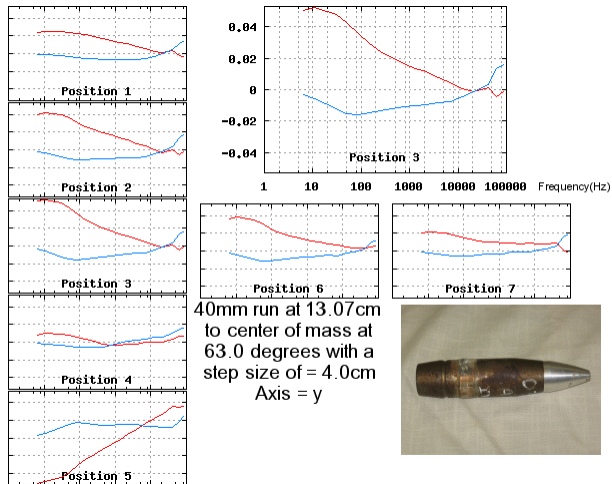 Position 1
Position 2
Position 3
Position 4
Position 5
0.04
0.02
0
-0.02
-0.04
Position 3
1 10 100 1000 10000 100000 Frequency(Hz)
Position 6
Position 7
40mm run at 13.07cm
to center of mass at
63.0 degrees with a
step size of = 4.0cm
Axis = y